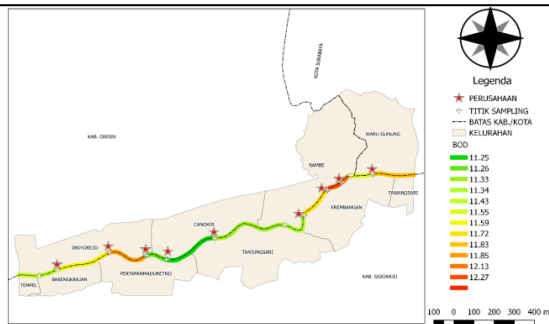 KOTA SURABAYA
KAB. GRESIK
WARU GUNUNG
BAMBE
TAWANGSARI
KREMBANGAN
CANGKIR
TANJUNGSARI
DRIYOREJO
PERTAPANMADURETNO
BARINGKRAJAN
TEMPEL
KAB. SIDOARJO
Legenda
PERUSAHAAN
TITIK SAMPLING
BATAS KAB./KOTA
KELURAHAN
BOD
11.25
11.26
11.33
11.34
11.43
11.55
11.59
11.72
11.83
11.85
12.13
12.27
100 0 100 200 300 400 m